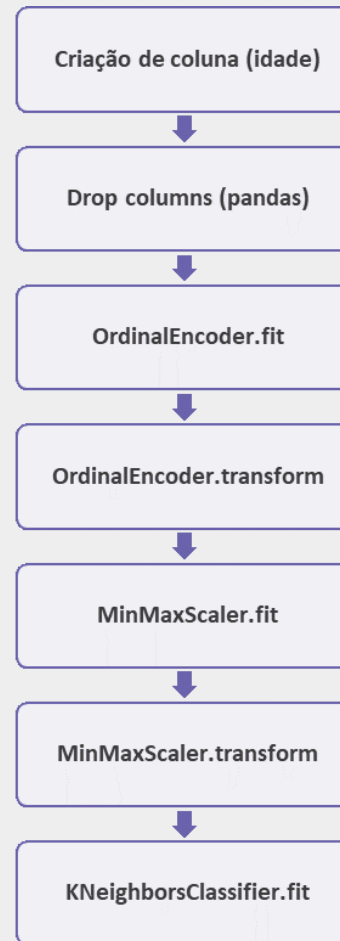 Criação de coluna (idade)
Drop columns (pandas)
OrdinalEncoder.fit
OrdinalEncoder.transform
MinMaxScaler.fit
MinMaxScaler.transform
KNeighborsClassifier.fit